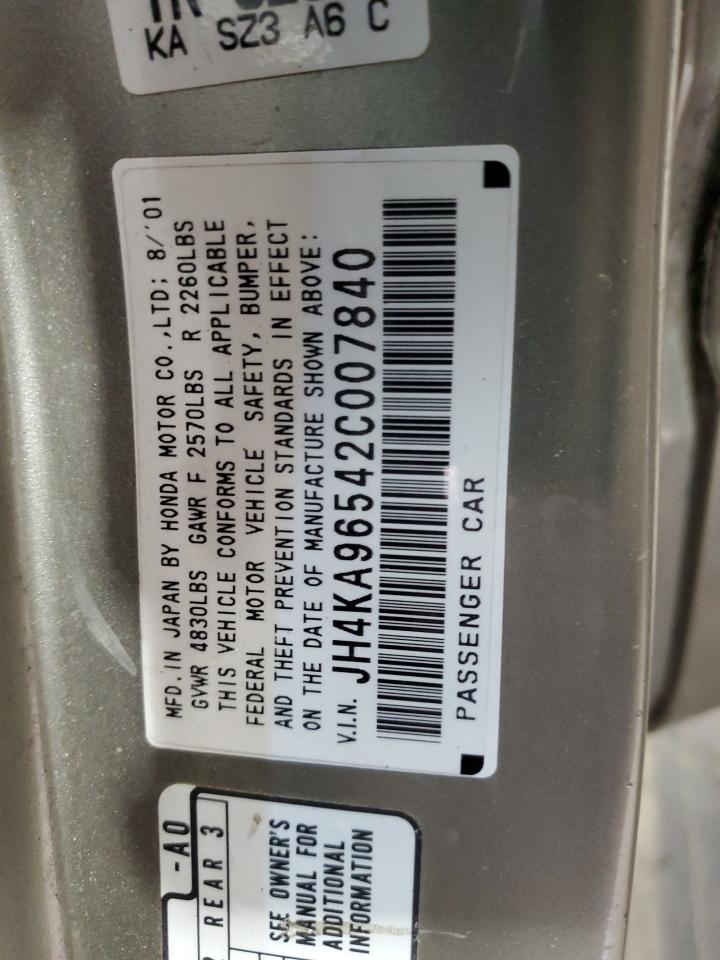 KA SZ3 A6 C
MFD. IN JAPAN BY HONDA MOTOR CO.,LTD: 8/'01
GVWR 4830LBS GAWR F 2570LBS R 2260LBS
THIS VEHICLE CONFORMS TO ALL APPLICABLE
FEDERAL MOTOR VEHICLE SAFETY, BUMPER,
AND THEFT PREVENTION STANDARDS IN EFFECT
ON THE DATE OF MANUFACTURE SHOWN ABOVE:
V.I.N. JH4KA96542C007840
PASSENGER CAR
-A0
REAR 3
SEE OWNER'S
MANUAL FOR
ADDITIONAL
INFORMATION